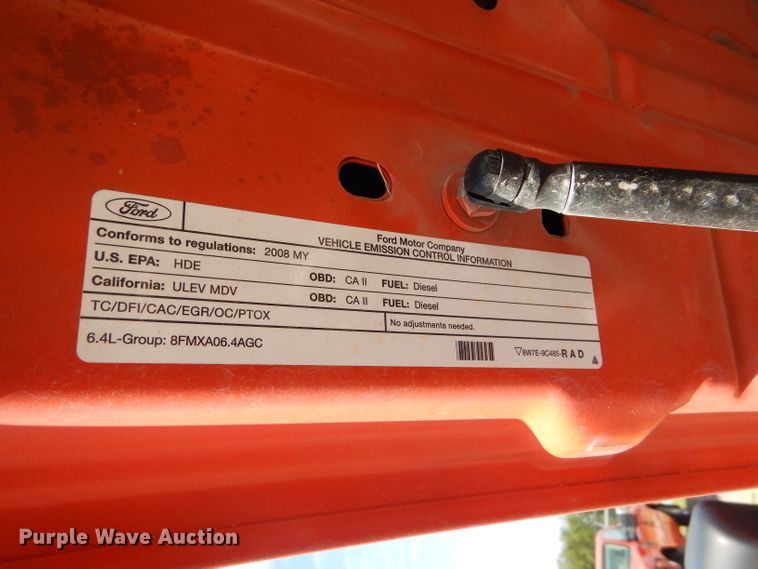 Ford
Ford Motor Company
VEHICLE EMISSION CONTROL INFORMATION
Conforms to regulations: 2008 MY
U.S. EPA: HDE OBD: CA II FUEL: Diesel
California: ULEV MDV OBD: CA II FUEL: Diesel
TC/DFI/CAC/EGR/OC/PTOX No adjustments needed.
6.4L-Group: 8FMXA06.4AGC 8W7E-9C485-RAD
Purple Wave Auction